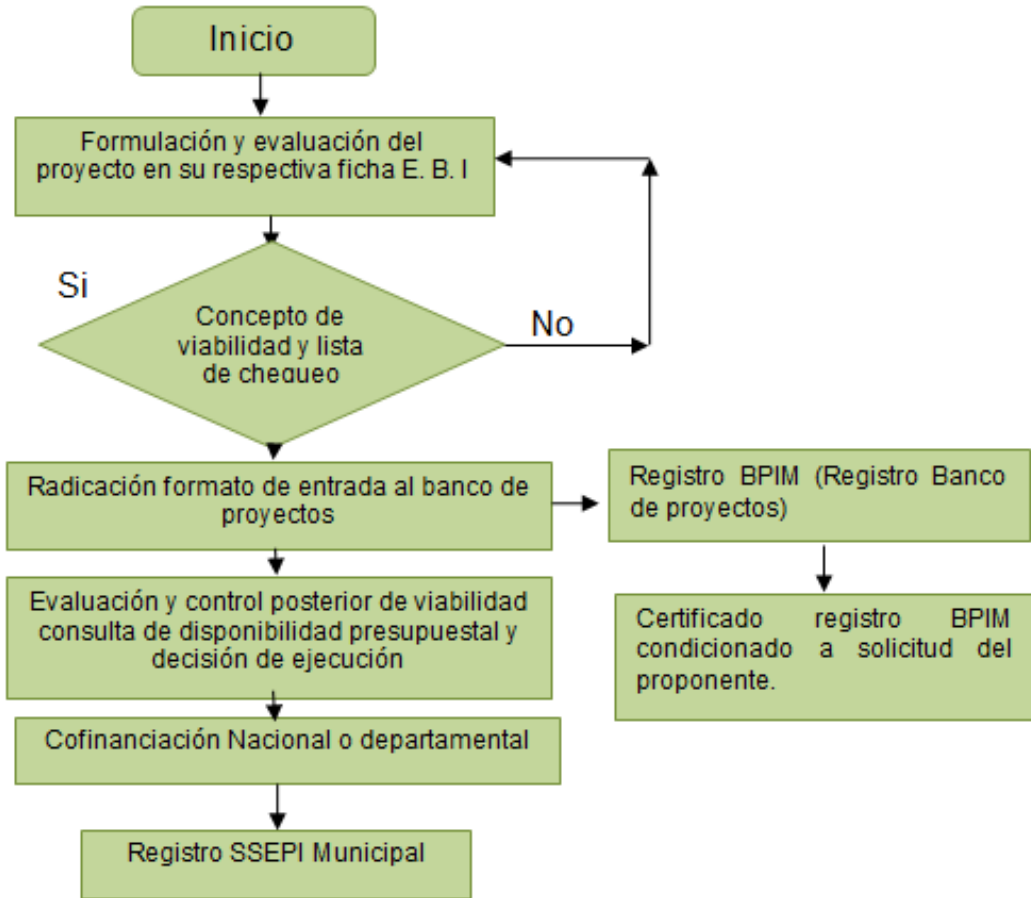 Inicio
Formulación y evaluación del
proyecto en su respectiva ficha E. B. I
Si
Concepto de
viabilidad y lista
de chequeo
No
Radicación formato de entrada al banco de
proyectos
Registro BPIM (Registro Banco
de proyectos)
Evaluación y control posterior de viabilidad
consulta de disponibilidad presupuestal y
decisión de ejecución
Certificado registro BPIM
condicionado a solicitud del
proponente.
Cofinanciación Nacional o departamental
Registro SSEPI Municipal